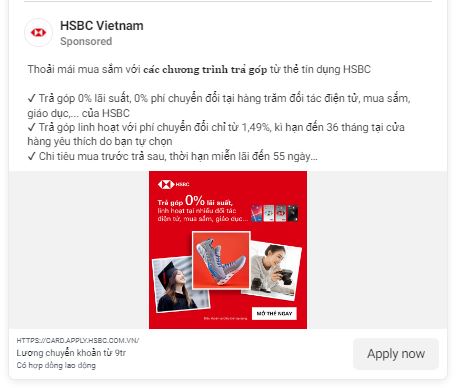 HSBC Vietnam
Sponsored
Thoải mái mua sắm với các chương trình trả góp từ thẻ tín dụng HSBC
✓ Trả góp 0% lãi suất, 0% phí chuyển đổi tại hàng trăm đối tác điện tử, mua sắm,
giáo dục,... của HSBC
✓ Trả góp linh hoạt với phí chuyển đổi chỉ từ 1,49%, kì hạn đến 36 tháng tại cửa
hàng yêu thích do bạn tự chọn
✓ Chi tiêu mua trước trả sau, thời hạn miễn lãi đến 55 ngày...
HSBC
Trả góp 0% lãi suất,
linh hoạt tại nhiều đối tác
điện tử, mua sắm, giáo dục...
MỞ THẺ NGAY
HTTPS://CARD.APPLY.HSBC.COM.VN/
Lương chuyển khoản từ 9tr
Có hợp đồng lao động
Apply now